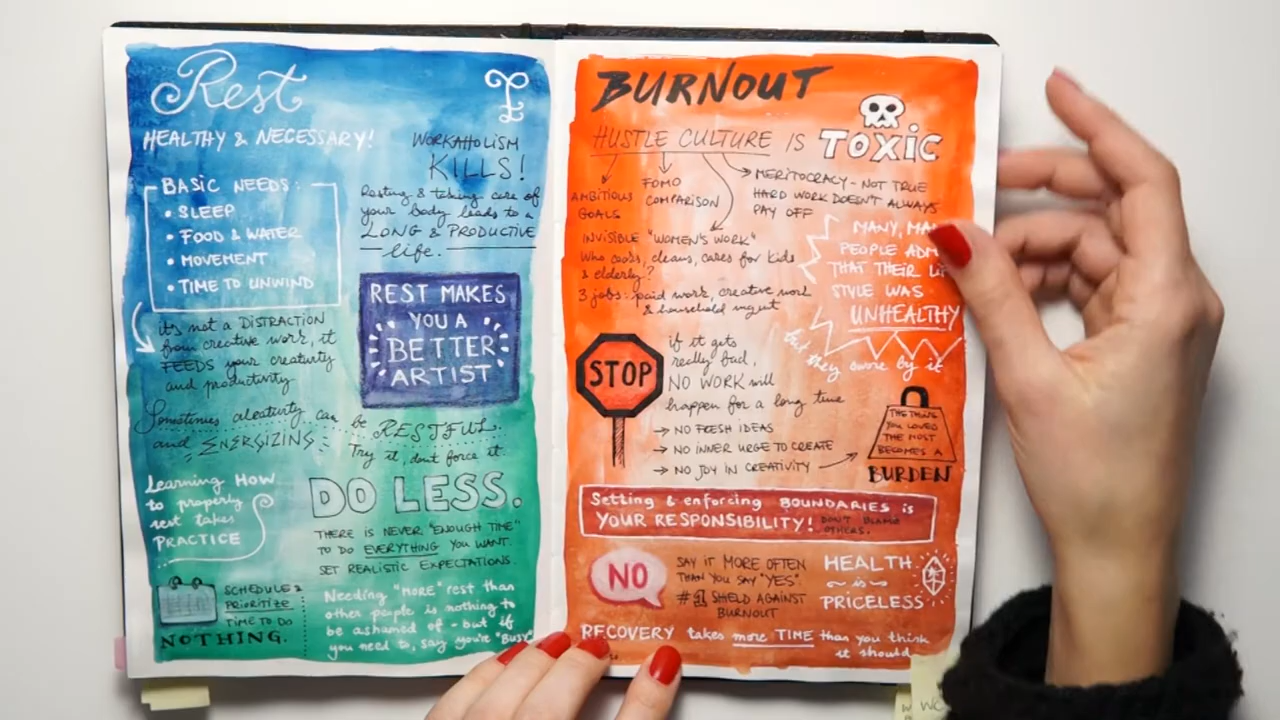 Rest
HEALTHY & NECESSARY!
BASIC NEEDS:
• SLEEP
• FOOD & WATER
• MOVEMENT
• TIME TO UNWIND
it's not a DISTRACTION
from creative work, it
FEEDS your creativity
and productivity
WORKAHOLISM
KILLS!
Resting & taking care of
your body leads to a
LONG & PRODUCTIVE
life.
REST MAKES
YOU A
BETTER
ARTIST
Sometimes creativity can be RESTFUL
and ENERGIZING
Try it, dont force it.
Learning HOW
to properly
rest takes
PRACTICE
DO LESS.
THERE IS NEVER "ENOUGH TIME"
TO DO EVERYTHING YOU WANT.
SET REALISTIC EXPECTATIONS.
SCHEDULE &
PRIORITIZE
TIME TO DO
NOTHING.
Needing "MORE" rest than
other people is nothing to
be ashamed of - but if
you need to, say you're "BUSY"
BURNOUT
HUSTLE CULTURE IS TOXIC
AMBITIOUS
GOALS
FOMO
COMPARISON
MERITOCRACY - NOT TRUE
HARD WORK DOESN'T ALWAYS
PAY OFF
INVISIBLE "WOMEN'S WORK"
Who cooks, cleans, cares for kids
& elderly?
3 jobs: paid work, creative work
& household
MANY,
PEOPLE
THAT THEIR
STYLE WAS
UNHEALTHY
but they swore by it
STOP
if it gets
really bad,
NO WORK will
happen for a long time
→ NO FRESH IDEAS
→ NO INNER URGE TO CREATE
→ NO JOY IN CREATIVITY
THE THING
YOU LOVED
THE MOST
BECOMES A
BURDEN
Setting & enforcing BOUNDARIES is
YOUR RESPONSIBILITY! DON'T BLAME
OTHERS.
NO
SAY IT MORE OFTEN
THAN YOU SAY "YES".
#1 SHIELD AGAINST
BURNOUT
HEALTH
is
PRICELESS
RECOVERY takes more TIME than you think
it should